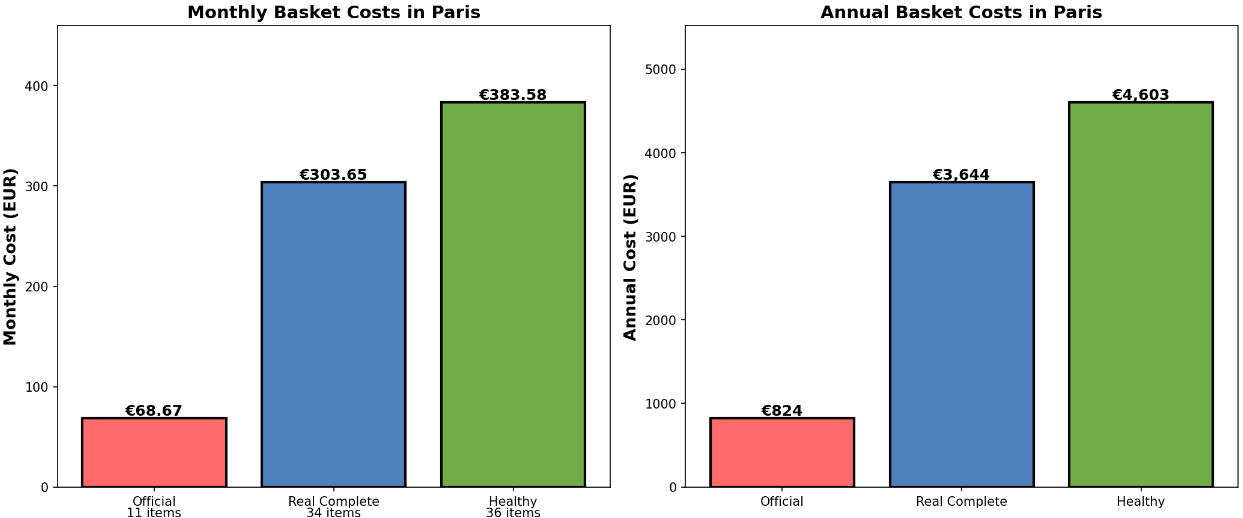 Monthly Basket Costs in Paris
Monthly Cost (EUR)
400
300
200
100
0
€68.67
€303.65
€383.58
Official
11 items
Real Complete
34 items
Healthy
36 items
Annual Basket Costs in Paris
Annual Cost (EUR)
5000
4000
3000
2000
1000
0
€824
€3,644
€4,603
Official
Real Complete
Healthy